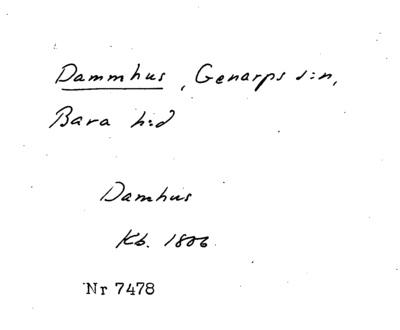 Dammhus, Genarps s:n,
Bara h:d
Damhus
Kb. 1806
Nr 7478